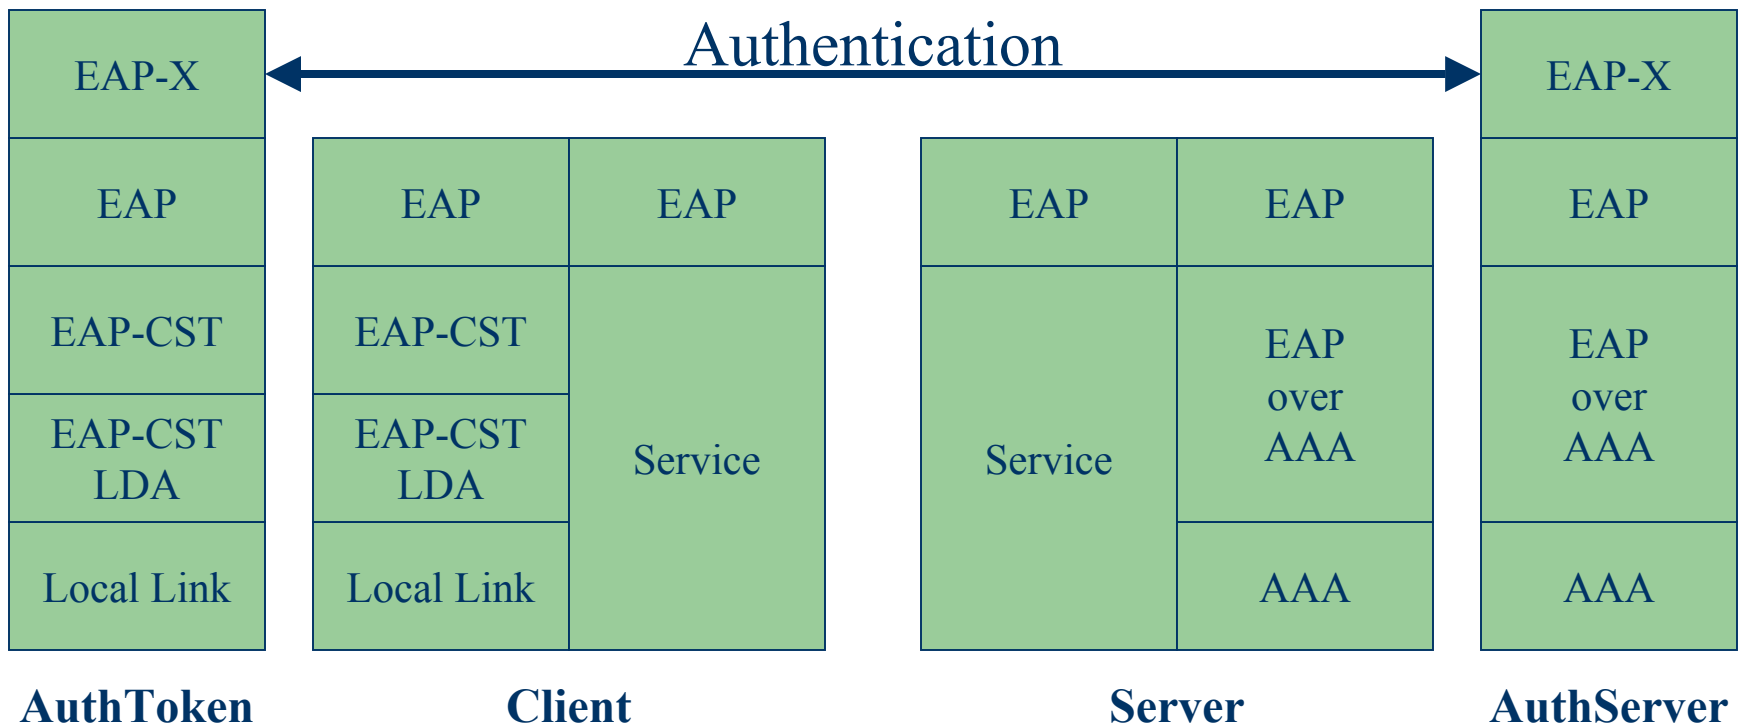 Authentication
EAP-X
EAP-X
EAP
EAP
EAP
EAP
EAP
EAP
EAP-CST
EAP-CST
EAP
over
AAA
EAP
over
AAA
EAP-CST
LDA
EAP-CST
LDA
Service
Service
Local Link
Local Link
AAA
AAA
AuthToken
Client
Server
AuthServer